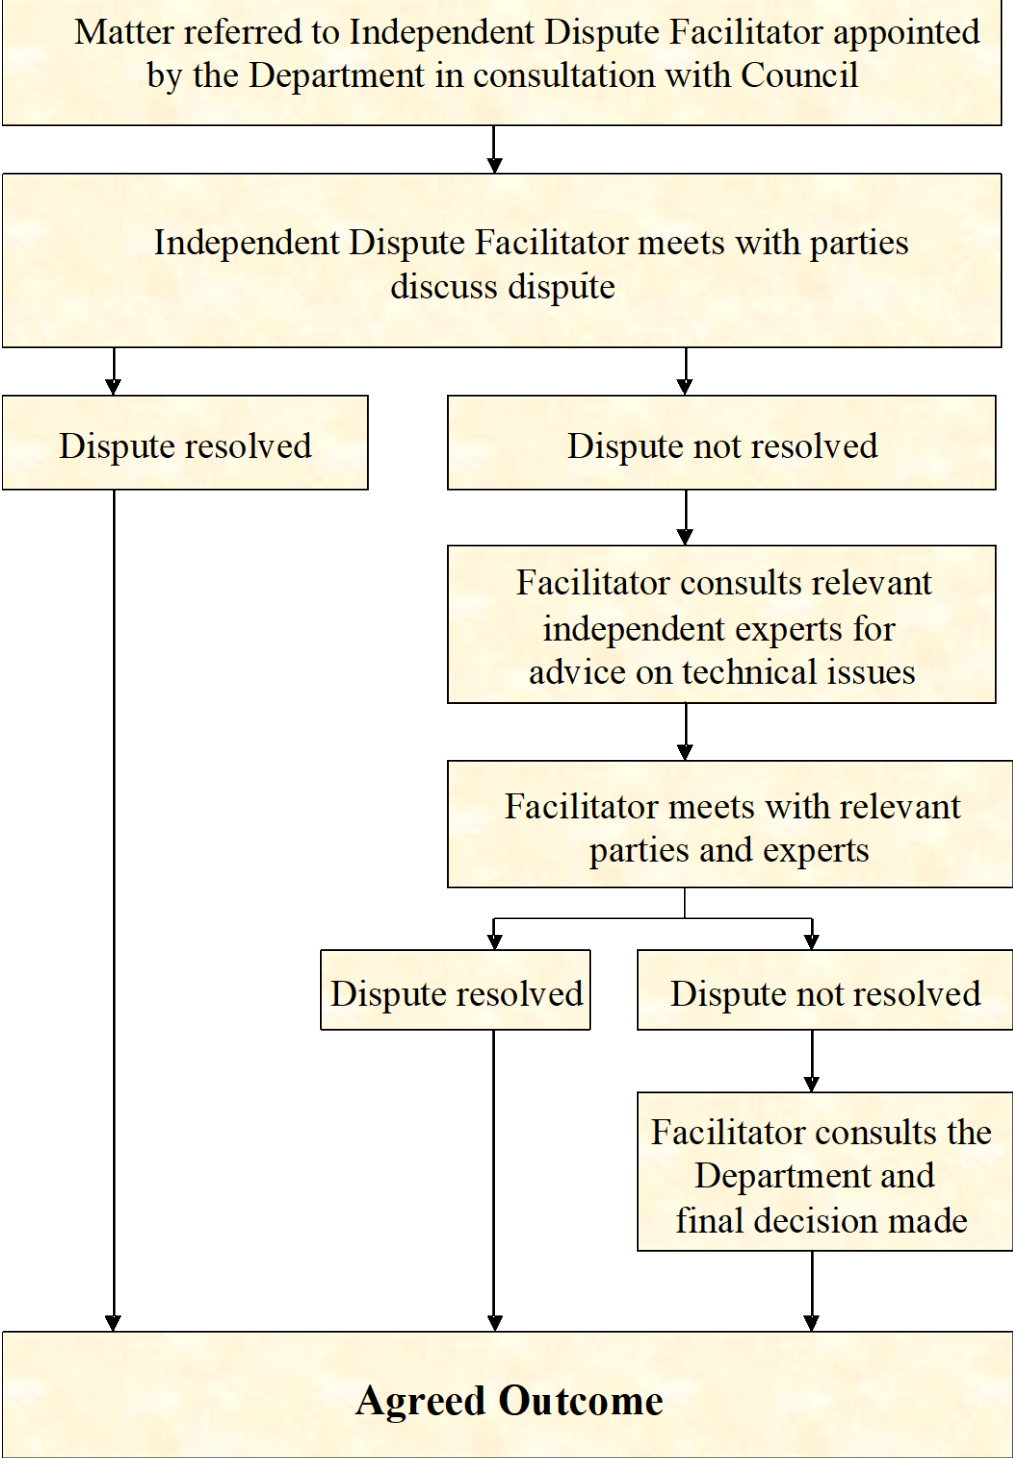 Matter referred to Independent Dispute Facilitator appointed
by the Department in consultation with Council
Independent Dispute Facilitator meets with parties
discuss dispute
Dispute resolved
Dispute not resolved
Facilitator consults relevant
independent experts for
advice on technical issues
Facilitator meets with relevant
parties and experts
Dispute resolved
Dispute not resolved
Facilitator consults the
Department and
final decision made
Agreed Outcome